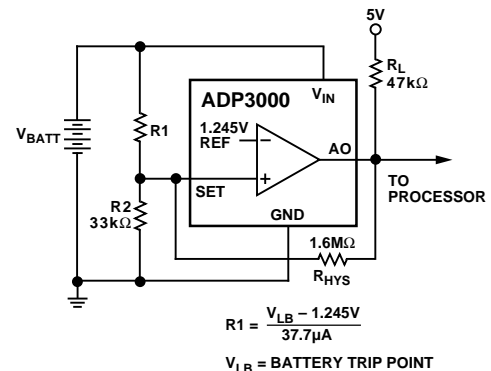 5V
R_L
47kΩ
ADP3000
V_IN
V_BATT
R1
1.245V
REF
−
+
AO
SET
TO
PROCESSOR
R2
33kΩ
GND
1.6MΩ
R_HYS
R1 = (V_LB − 1.245V) / 37.7µA
V_LB = BATTERY TRIP POINT